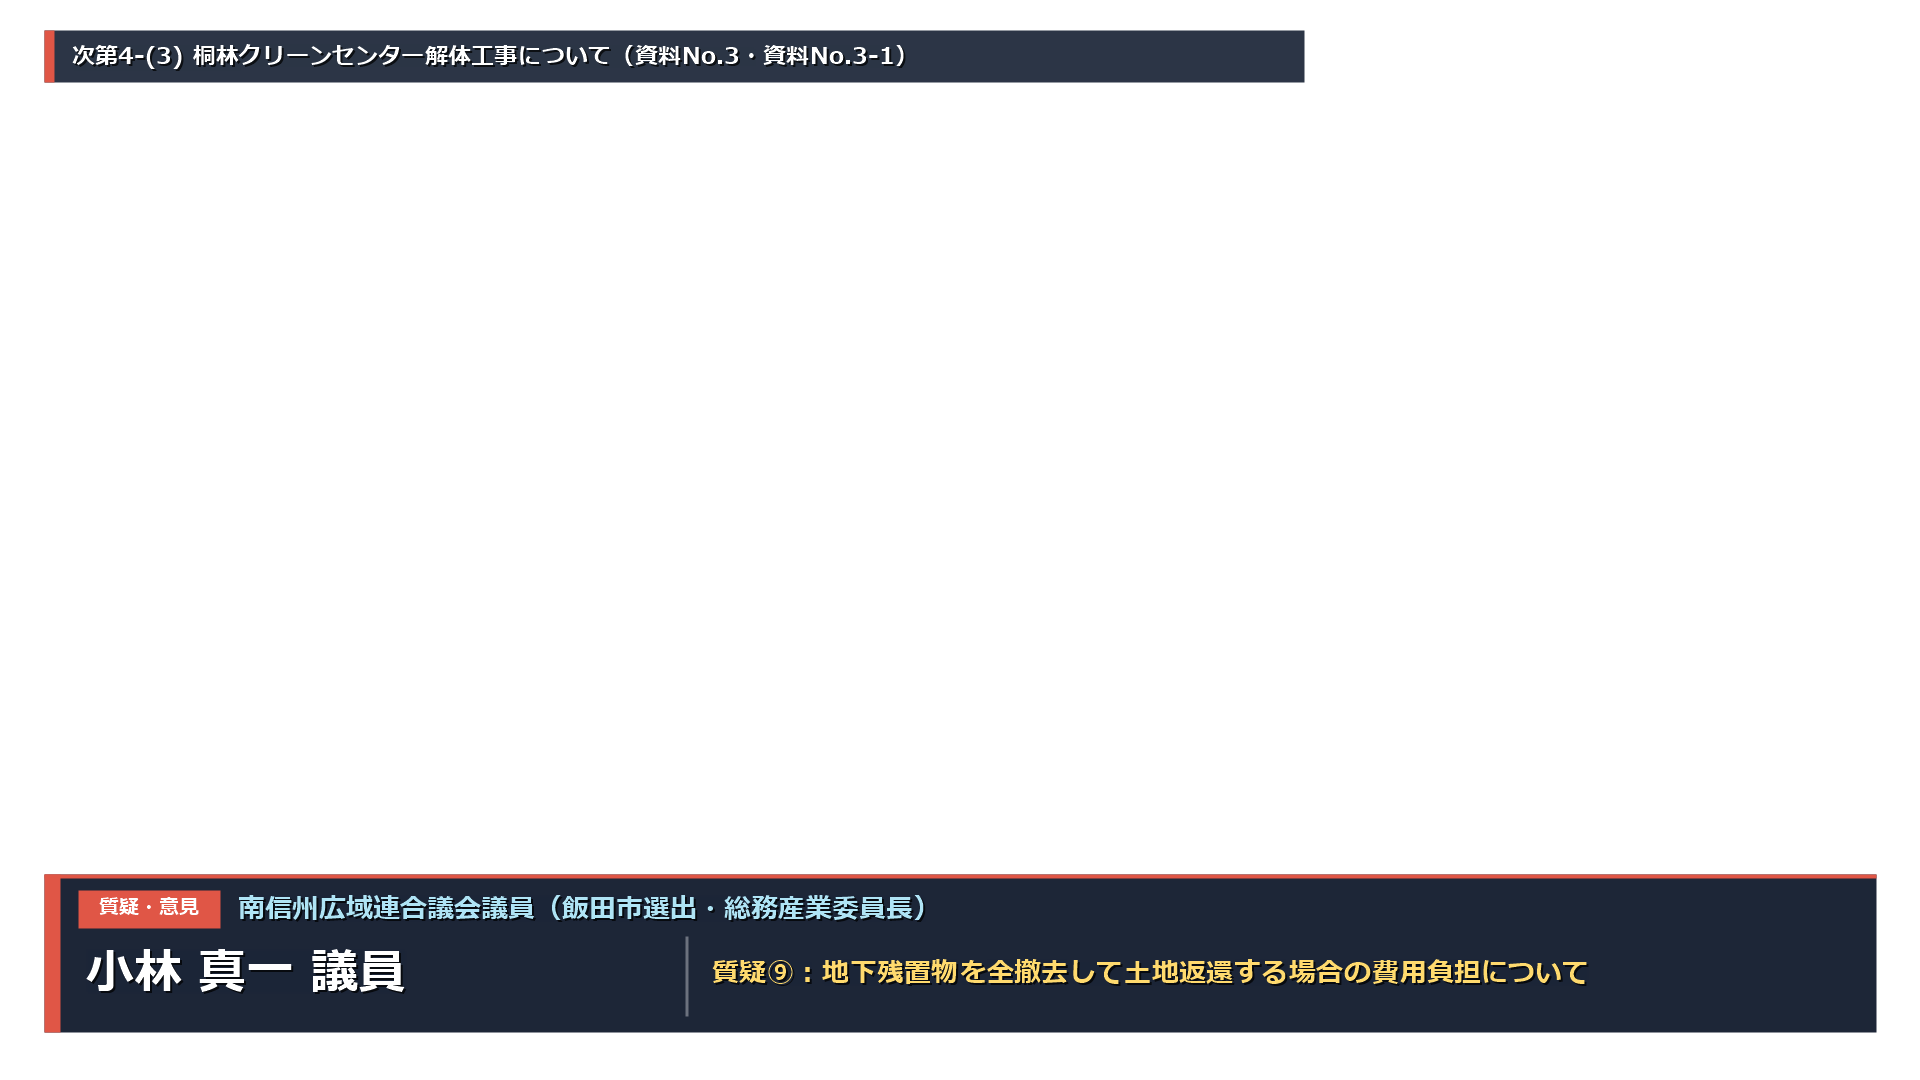 次第4-(3) 桐林クリーンセンター解体工事について（資料No.3・資料No.3-1）
質疑・意見
南信州広域連合議会議員（飯田市選出・総務産業委員長）
小林 真一 議員
質疑⑨：地下残置物を全撤去して土地返還する場合の費用負担について